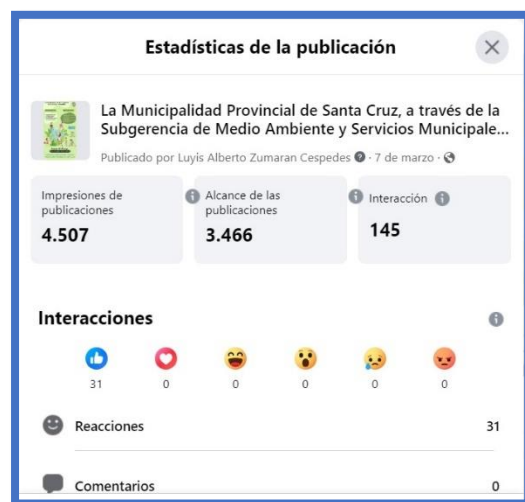 Estadísticas de la publicación
La Municipalidad Provincial de Santa Cruz, a través de la
Subgerencia de Medio Ambiente y Servicios Municipale...
Publicado por Luyis Alberto Zumaran Cespedes · 7 de marzo ·
Impresiones de
publicaciones
4.507
Alcance de las
publicaciones
3.466
Interacción
145
Interacciones
31 0 0 0 0 0
Reacciones 31
Comentarios 0